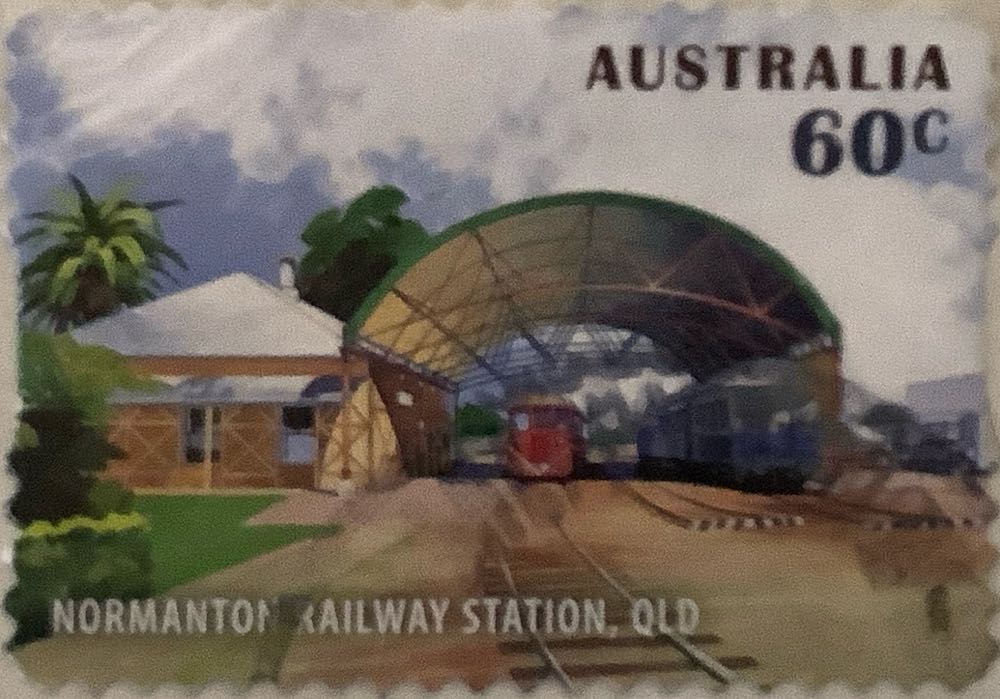 AUSTRALIA
60c
NORMANTON RAILWAY STATION, QLD